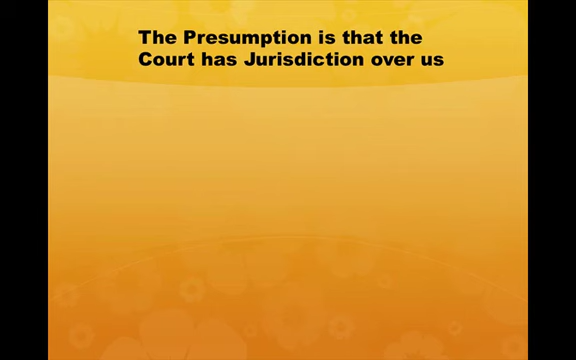 The Presumption is that the
Court has Jurisdiction over us